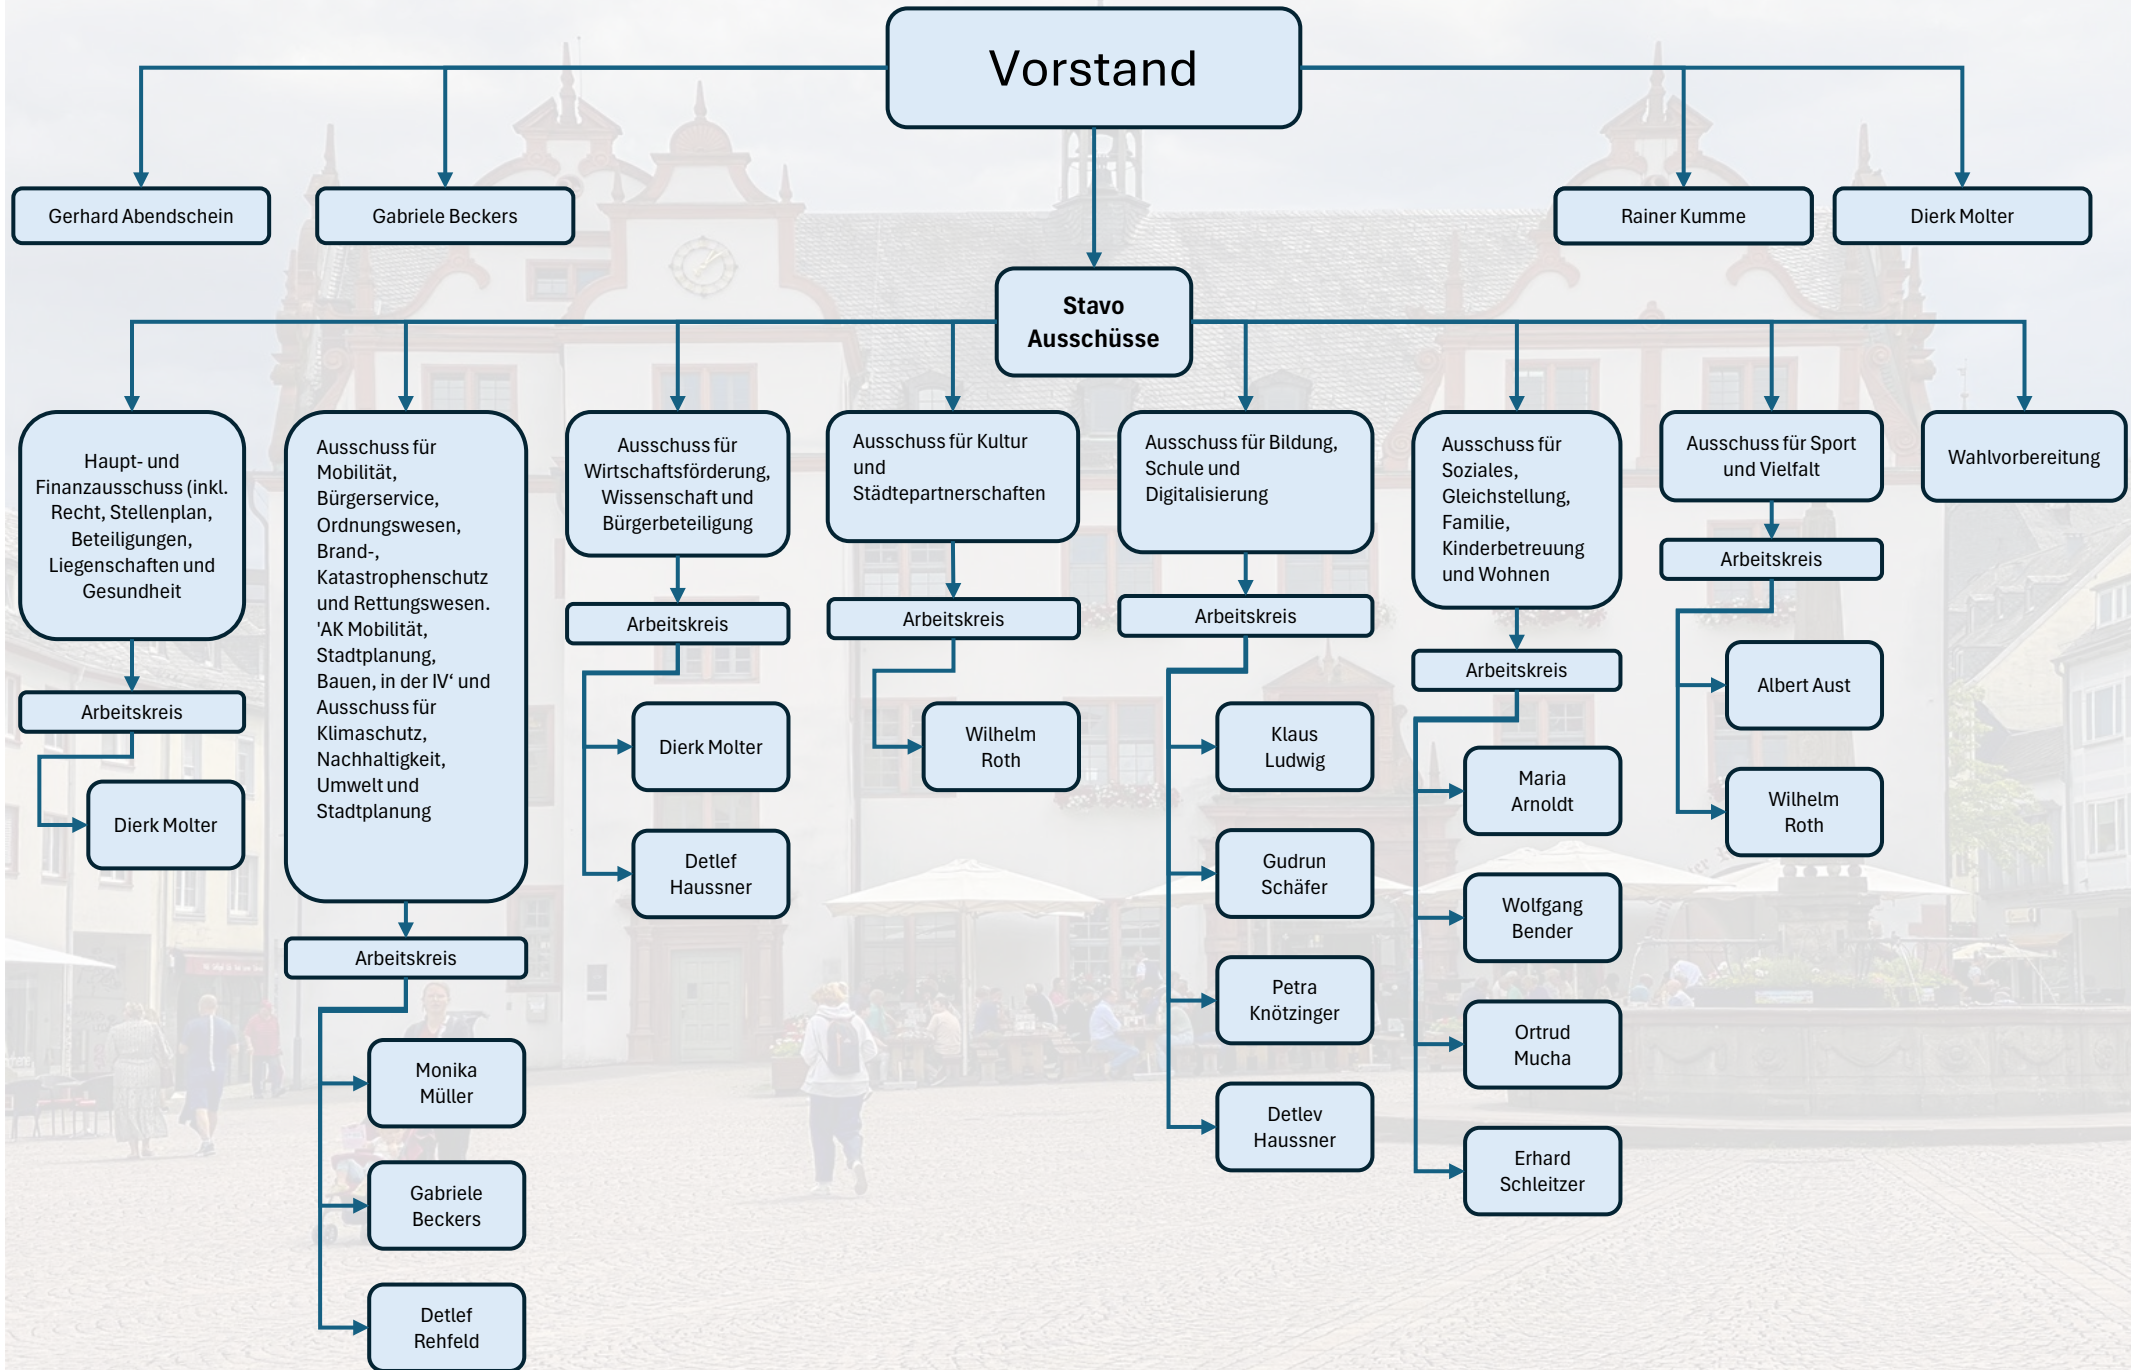 Vorstand
Gerhard Abendschein
Gabriele Beckers
Rainer Kumme
Dierk Molter
Stavo
Ausschüsse
Haupt- und
Finanzausschuss (inkl.
Recht, Stellenplan,
Beteiligungen,
Liegenschaften und
Gesundheit
Arbeitskreis
Dierk Molter
Ausschuss für
Mobilität,
Bürgerservice,
Ordnungswesen,
Brand-,
Katastrophenschutz
und Rettungswesen.
'AK Mobilität,
Stadtplanung,
Bauen, in der IV‘ und
Ausschuss für
Klimaschutz,
Nachhaltigkeit,
Umwelt und
Stadtplanung
Arbeitskreis
Monika
Müller
Gabriele
Beckers
Detlef
Rehfeld
Ausschuss für
Wirtschaftsförderung,
Wissenschaft und
Bürgerbeteiligung
Arbeitskreis
Dierk Molter
Detlef
Haussner
Ausschuss für Kultur
und
Städtepartnerschaften
Arbeitskreis
Wilhelm
Roth
Ausschuss für Bildung,
Schule und
Digitalisierung
Arbeitskreis
Klaus
Ludwig
Gudrun
Schäfer
Petra
Knötzinger
Detlev
Haussner
Ausschuss für
Soziales,
Gleichstellung,
Familie,
Kinderbetreuung
und Wohnen
Arbeitskreis
Maria
Arnoldt
Wolfgang
Bender
Ortrud
Mucha
Erhard
Schleitzer
Ausschuss für Sport
und Vielfalt
Arbeitskreis
Albert Aust
Wilhelm
Roth
Wahlvorbereitung